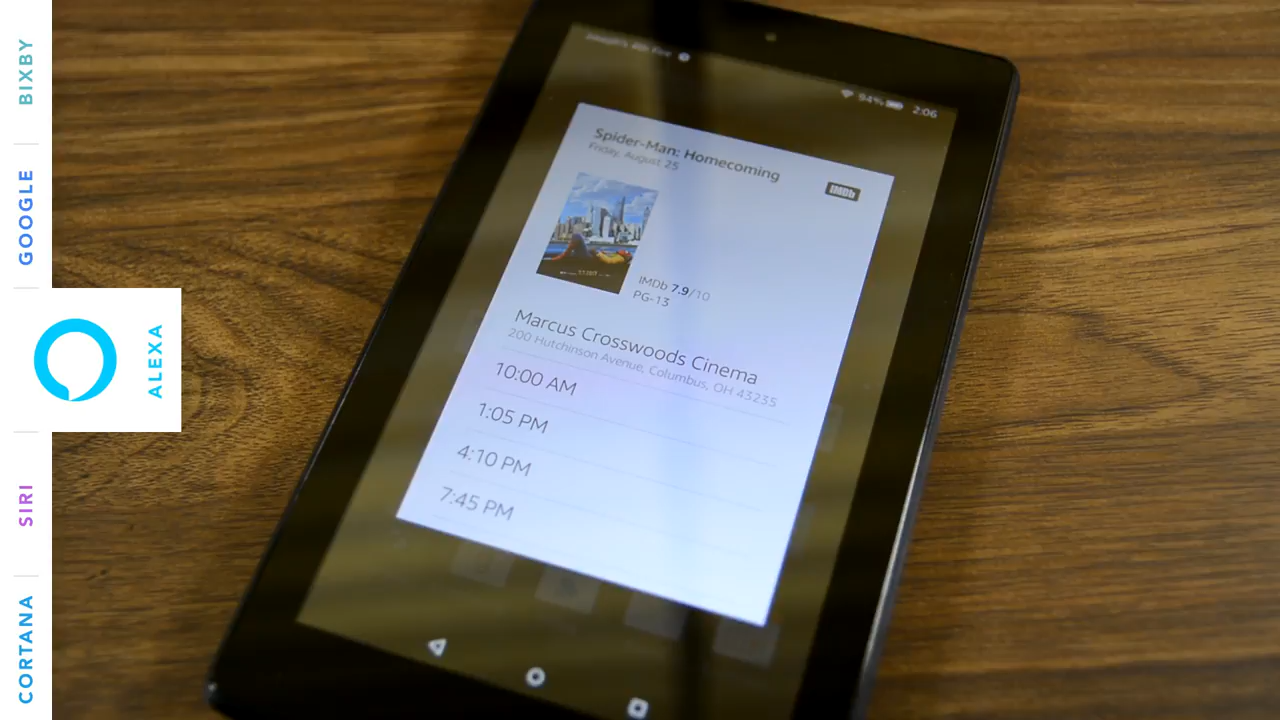 BIXBY
GOOGLE
ALEXA
SIRI
CORTANA
94%
2:06
Spider-Man: Homecoming
Friday, August 25
IMDb
IMDb 7.9/10
PG-13
Marcus Crosswoods Cinema
200 Hutchinson Avenue, Columbus, OH 43235
10:00 AM
1:05 PM
4:10 PM
7:45 PM